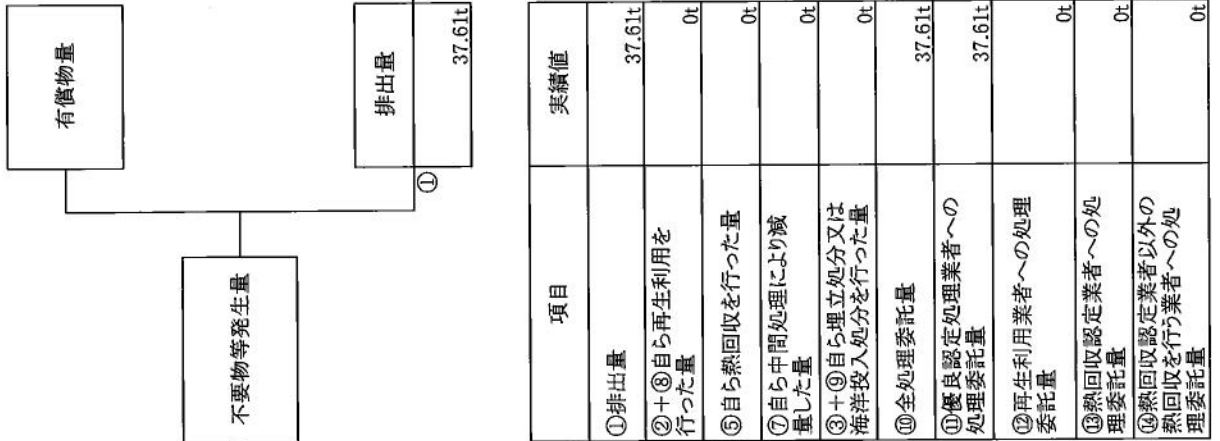 有償物量
不要物等発生量
排出量
①
37.61t
項目
実績値
①排出量
37.61t
②+⑧自ら再生利用を
行った量
0t
⑤自ら熱回収を行った量
0t
⑦自ら中間処理により減
量した量
0t
③+⑨自ら埋立処分又は
海洋投入処分を行った量
0t
⑩全処理委託量
37.61t
⑪優良認定処理業者への
処理委託量
37.61t
⑫再生利用業者への処理
委託量
0t
⑬熱回収認定業者への処
理委託量
0t
⑭熱回収認定業者以外の
熱回収を行う業者への処
理委託量
0t